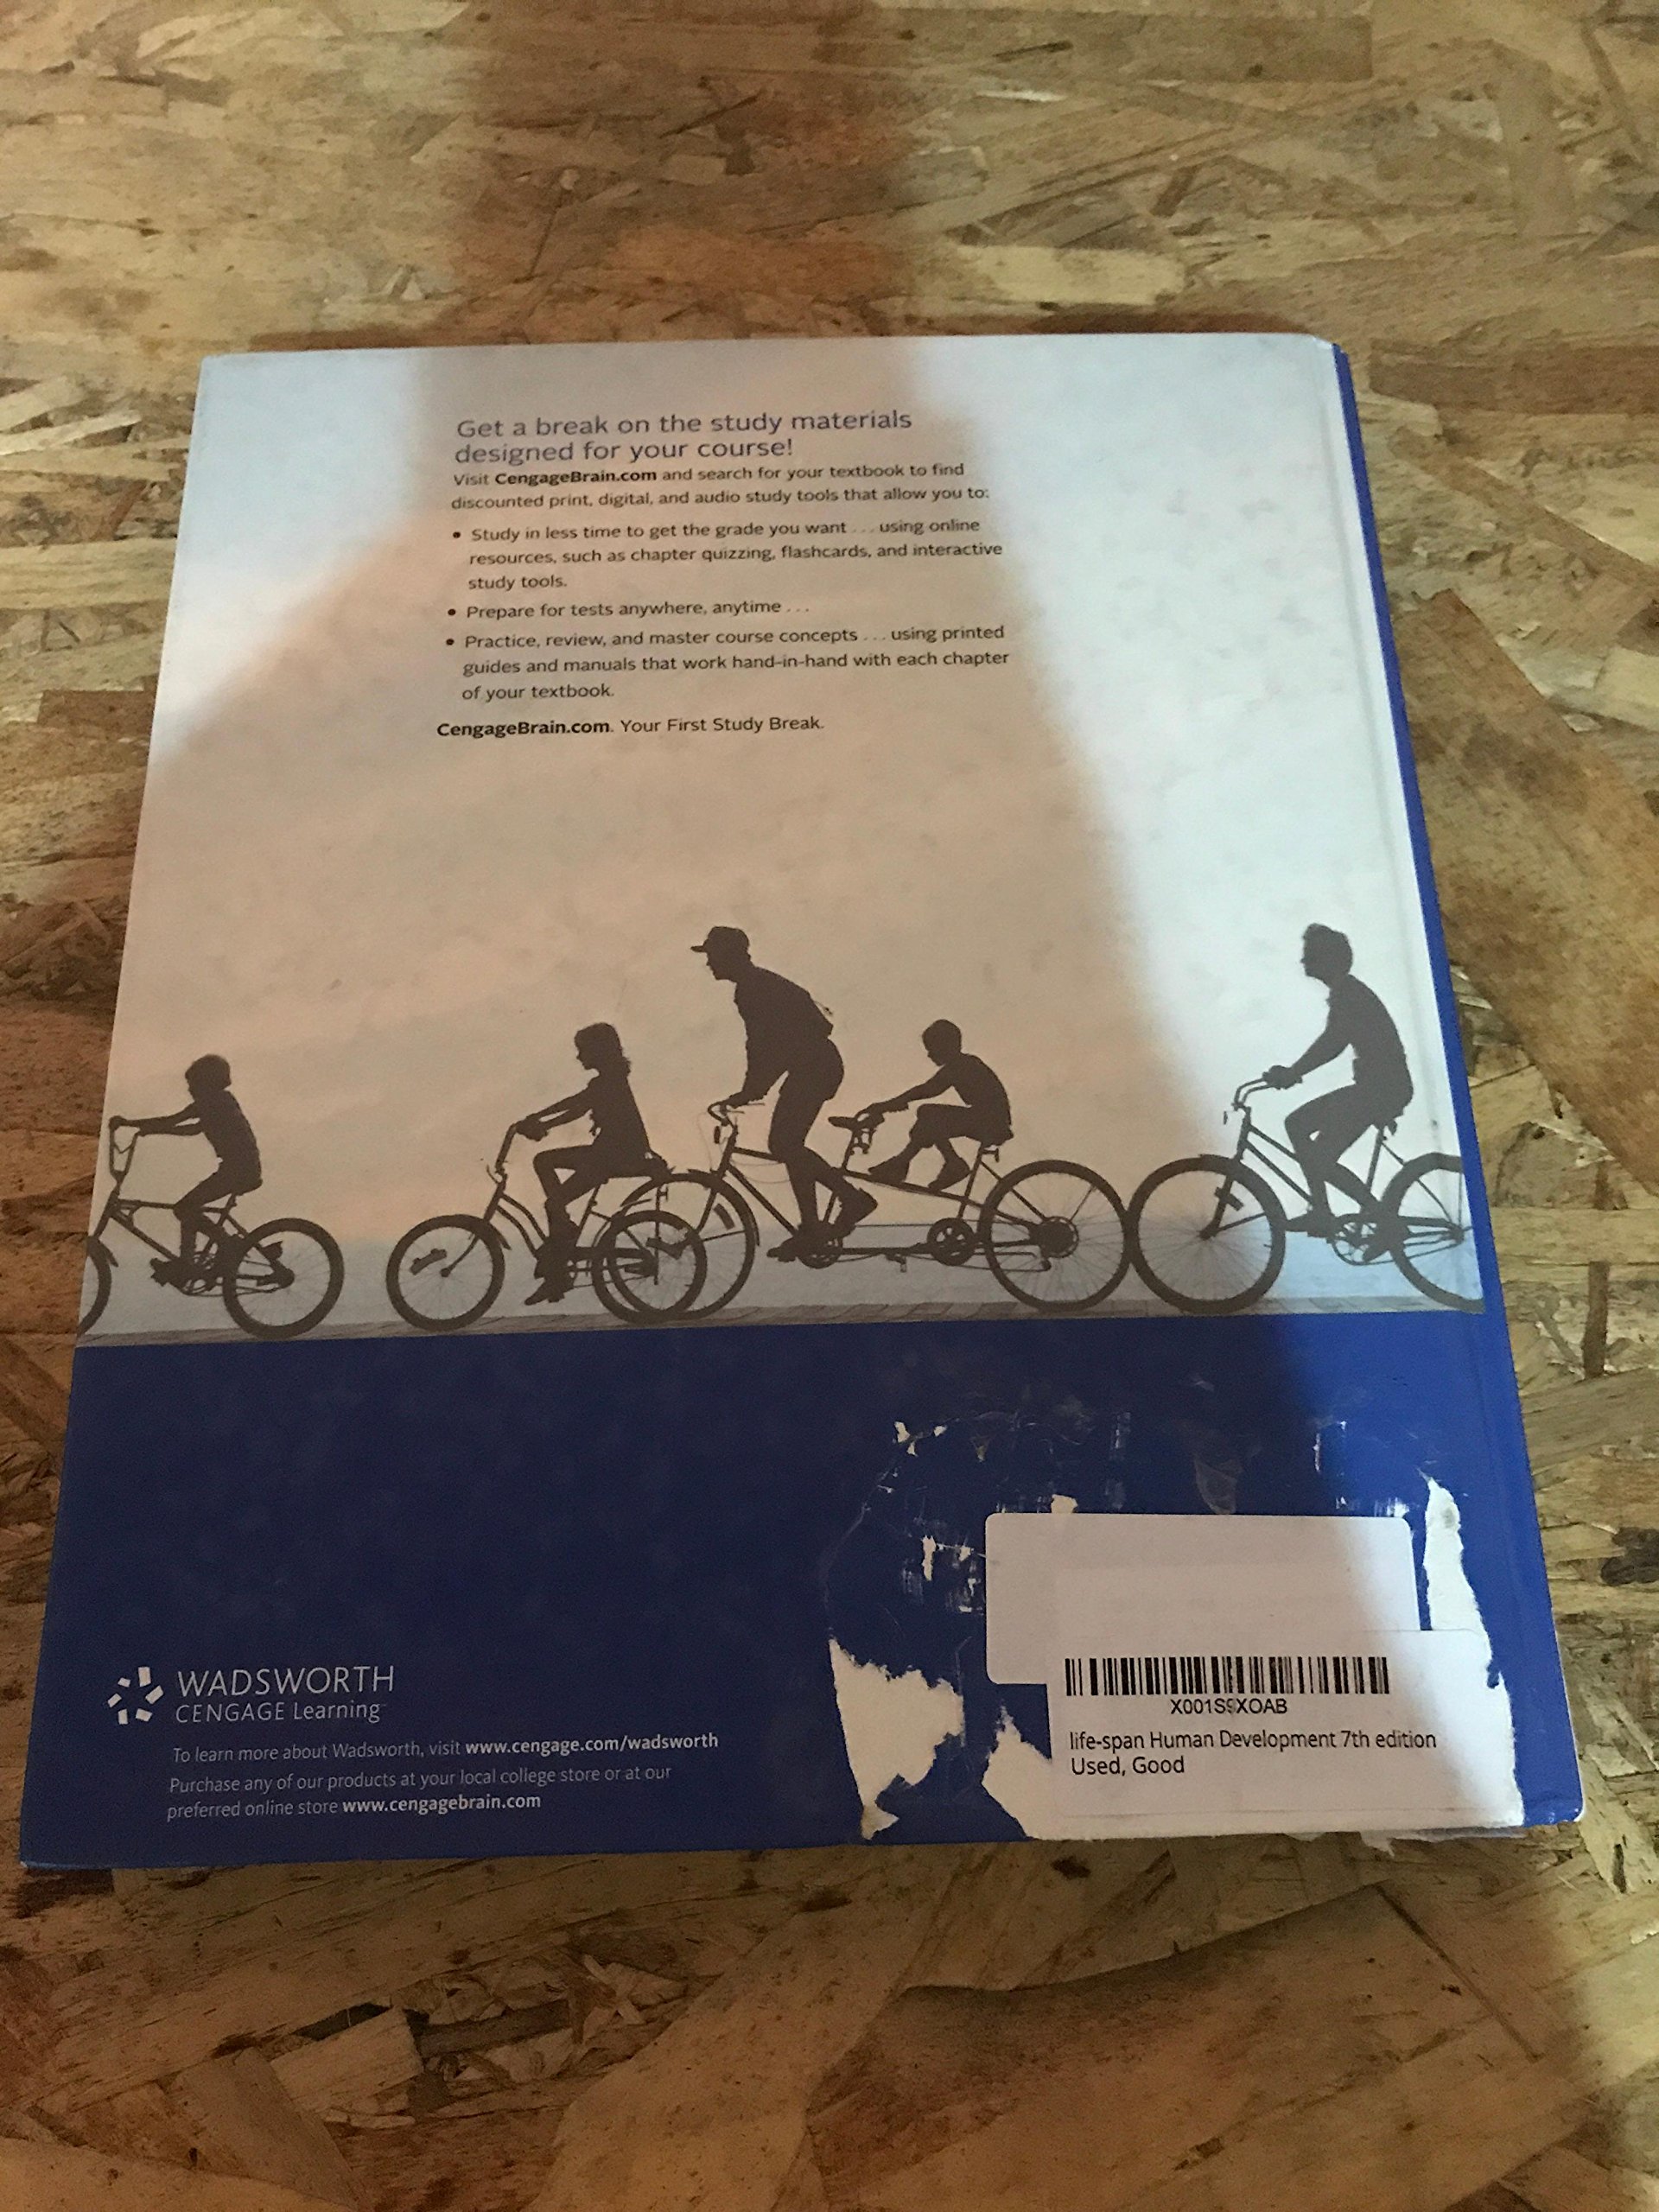 Get a break on the study materials
designed for your course!
Visit CengageBrain.com and search for your textbook to find
discounted print, digital, and audio study tools that allow you to:
• Study in less time to get the grade you want . . . using online
resources, such as chapter quizzing, flashcards, and interactive
study tools.
• Prepare for tests anywhere, anytime . . .
• Practice, review, and master course concepts . . . using printed
guides and manuals that work hand-in-hand with each chapter
of your textbook.
CengageBrain.com. Your First Study Break.
WADSWORTH
CENGAGE Learning™
To learn more about Wadsworth, visit www.cengage.com/wadsworth
Purchase any of our products at your local college store or at our
preferred online store www.cengagebrain.com
X001S9XOAB
life-span Human Development 7th edition
Used, Good